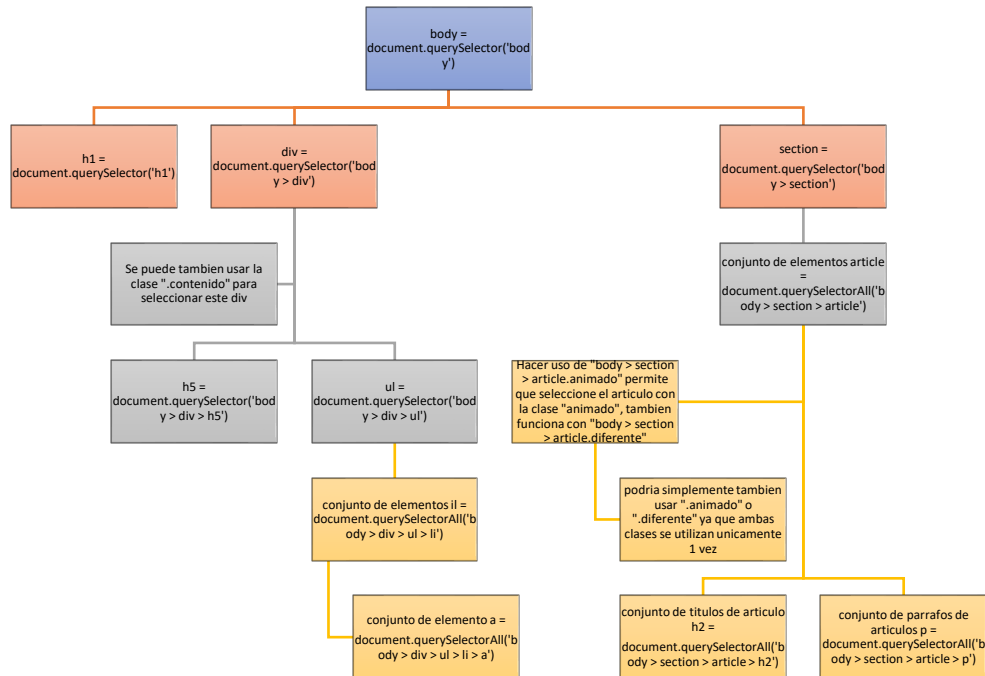 body =
document.querySelector('bod
y')
h1 =
document.querySelector('h1')
div =
document.querySelector('bod
y > div')
section =
document.querySelector('bod
y > section')
Se puede tambien usar la
clase ".contenido" para
seleccionar este div
conjunto de elementos article
=
document.querySelectorAll('b
ody > section > article')
h5 =
document.querySelector('bod
y > div > h5')
ul =
document.querySelector('bod
y > div > ul')
Hacer uso de "body > section
> article.animado" permite
que seleccione el articulo con
la clase "animado", tambien
funciona con "body > section
> article.diferente"
conjunto de elementos il =
document.querySelectorAll('b
ody > div > ul > li')
podria simplemente tambien
usar ".animado" o
".diferente" ya que ambas
clases se utilizan unicamente
1 vez
conjunto de elemento a =
document.querySelectorAll('b
ody > div > ul > li > a')
conjunto de titulos de articulo
h2 =
document.querySelectorAll('b
ody > section > article > h2')
conjunto de parrafos de
articulos p =
document.querySelectorAll('b
ody > section > article > p')